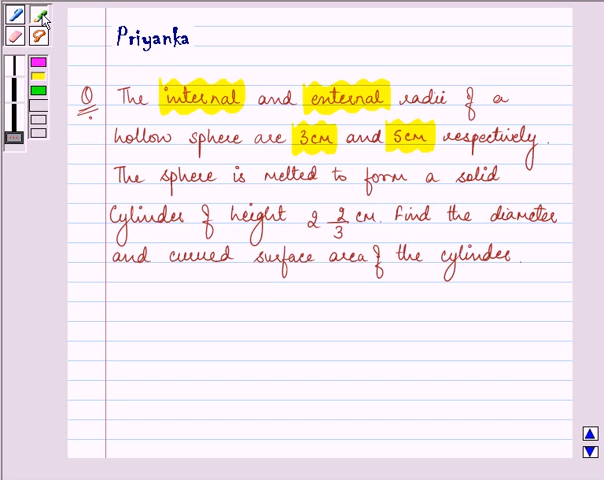 Priyanka
Q The internal and external radii of a
hollow sphere are 3cm and 5cm respectively.
The sphere is melted to form a solid
Cylinder of height 2 2/3 cm. Find the diameter
and curved surface area of the cylinder.